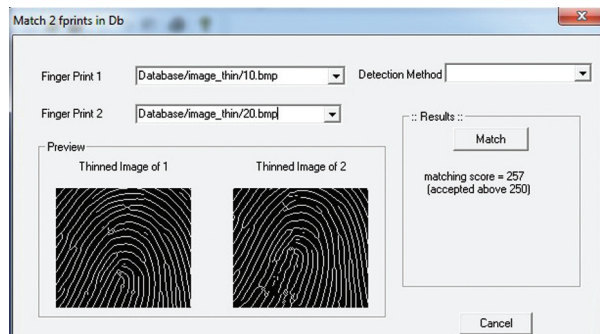 Match 2 fprints in Db
Finger Print 1
Database/image_thin/10.bmp
Detection Method
Finger Print 2
Database/image_thin/20.bmp
:: Results ::
Match
matching score = 257
(accepted above 250)
Preview
Thinned Image of 1
Thinned Image of 2
Cancel